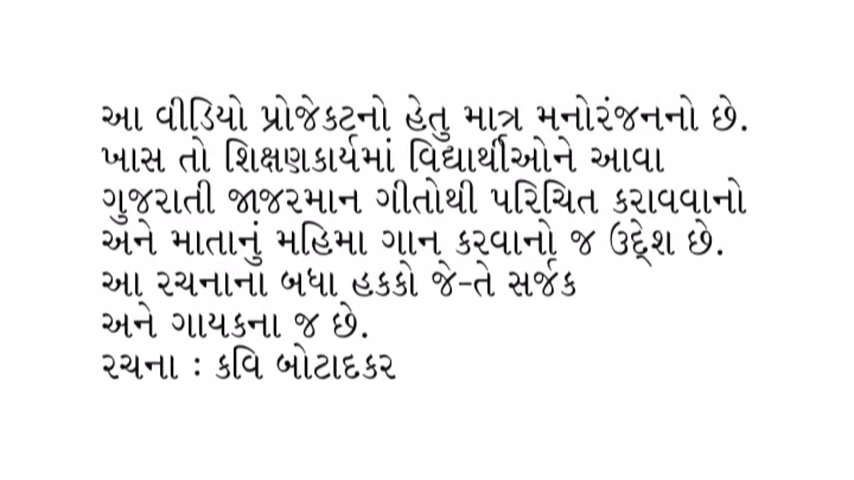 આ વીડિયો પ્રોજેક્ટનો હેતુ માત્ર મનોરંજનનો છે.
ખાસ તો શિક્ષણકાર્યમાં વિદ્યાર્થીઓને આવા
ગુજરાતી જાજરમાન ગીતોથી પરિચિત કરાવવાનો
અને માતાનું મહિમા ગાન કરવાનો જ ઉદ્દેશ છે.
આ રચનાના બધા હકકો જે-તે સર્જક
અને ગાયકના જ છે.
રચના : કવિ બોટાદકર